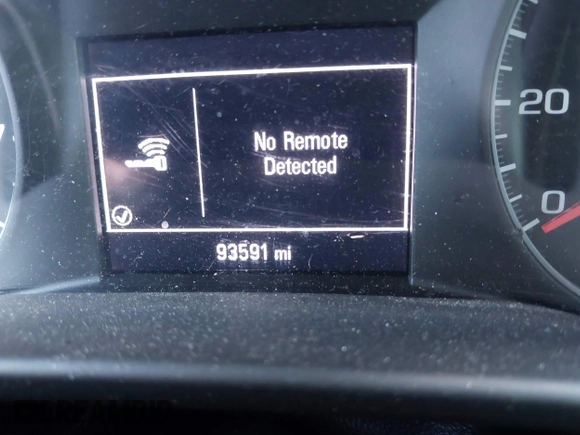 No Remote
Detected
93591 mi
20
0